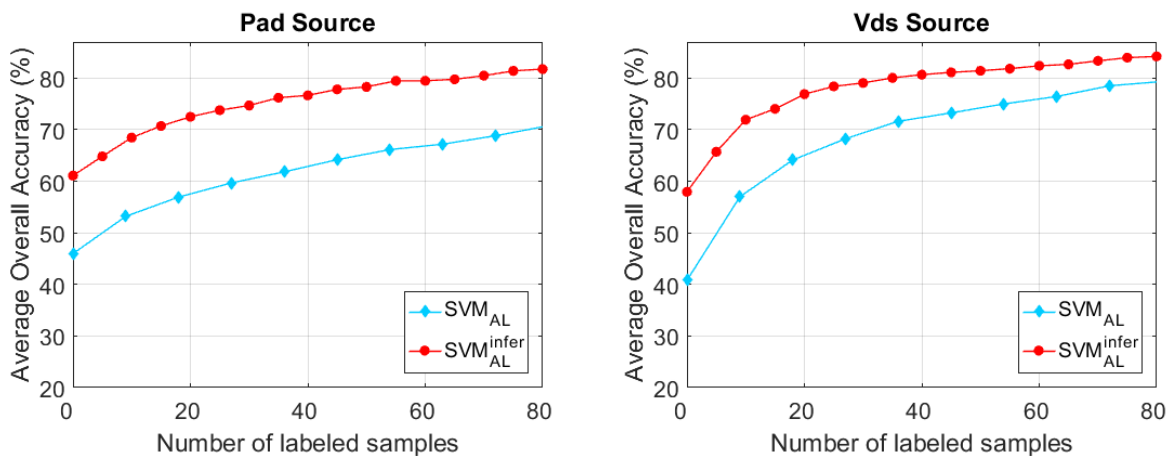 Pad Source
Average Overall Accuracy (%)
80
70
60
50
40
30
20
0 20 40 60 80
Number of labeled samples
SVM_AL
SVM_AL^infer
Vds Source
Average Overall Accuracy (%)
80
70
60
50
40
30
20
0 20 40 60 80
Number of labeled samples
SVM_AL
SVM_AL^infer